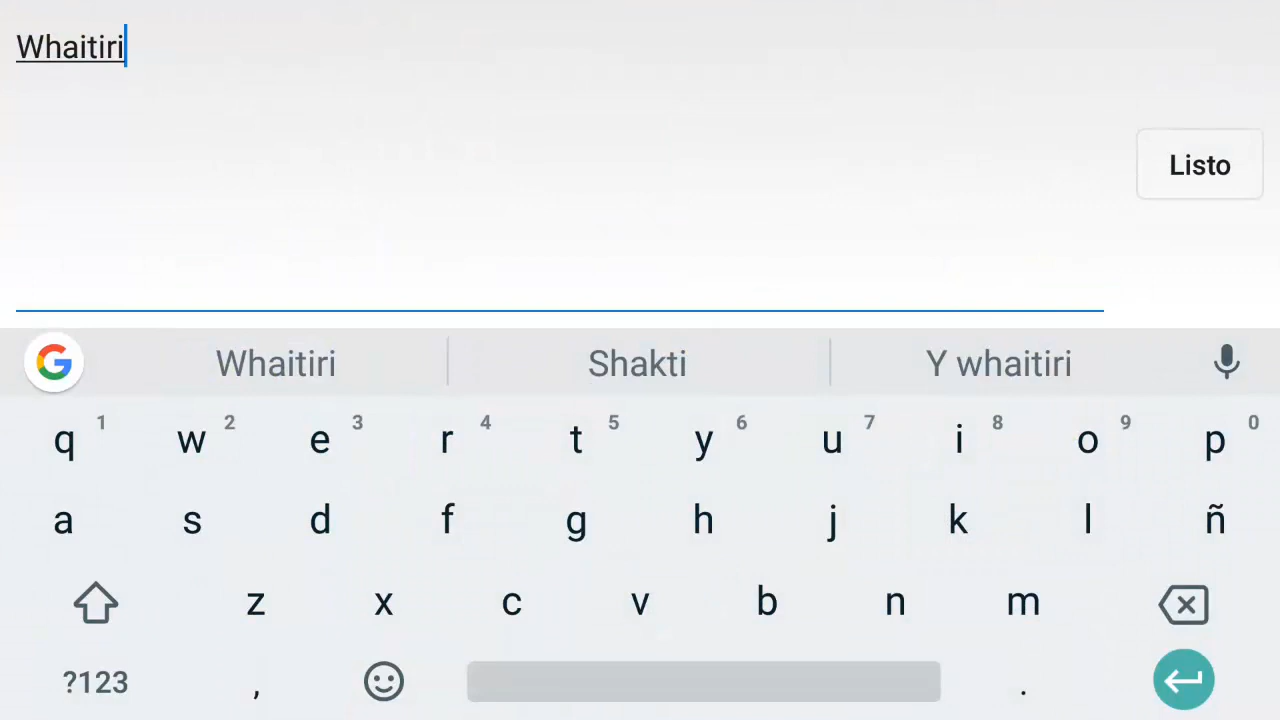 Whaitiri
Listo
Whaitiri Shakti Y whaitiri
q 1 w 2 e 3 r 4 t 5 y 6 u 7 i 8 o 9 p 0
a s d f g h j k l ñ
z x c v b n m
?123 , .